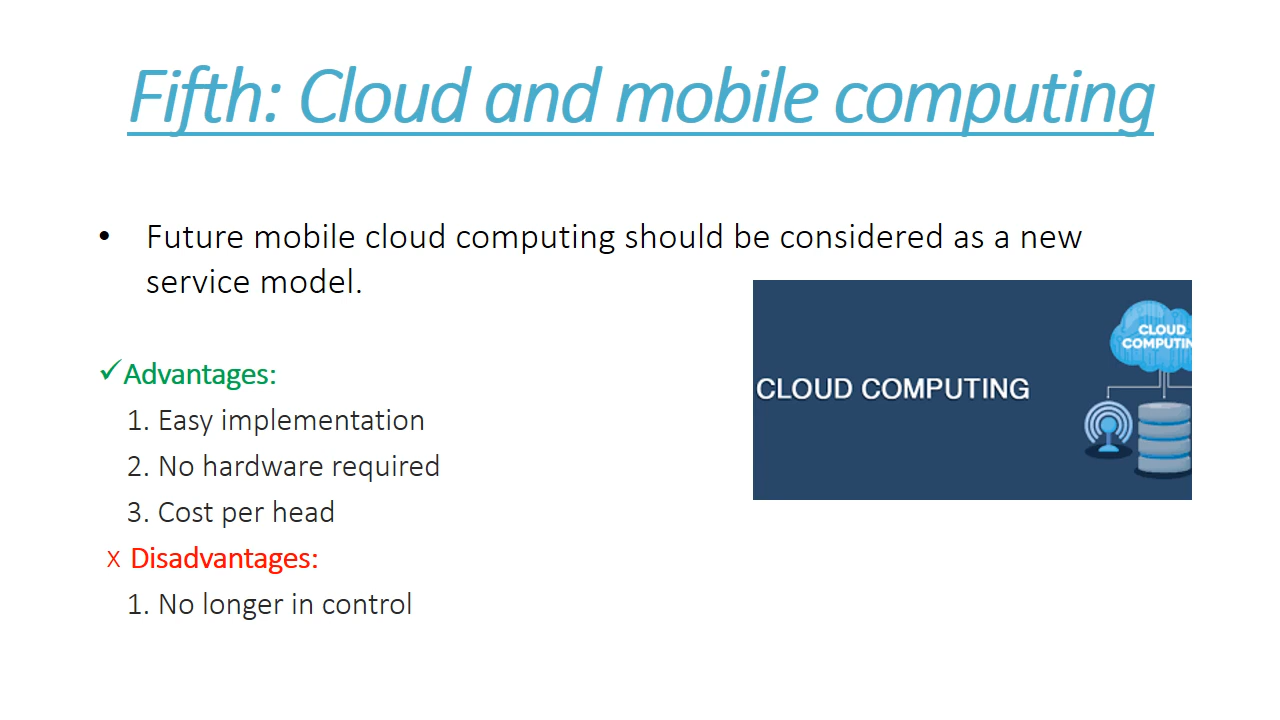 Fifth: Cloud and mobile computing
• Future mobile cloud computing should be considered as a new
service model.
✓Advantages:
1. Easy implementation
2. No hardware required
3. Cost per head
x Disadvantages:
1. No longer in control
CLOUD COMPUTING
CLOUD
COMPUTIN